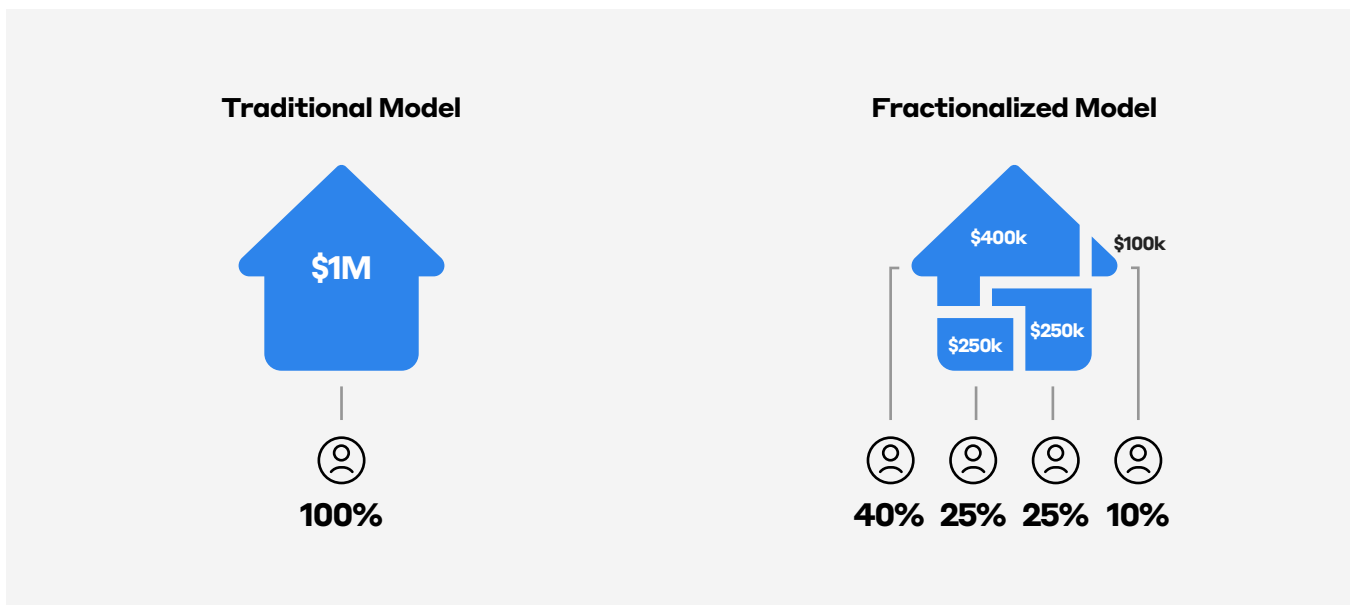 Traditional Model
$1M
100%
Fractionalized Model
$400k
$100k
$250k
$250k
40% 25% 25% 10%